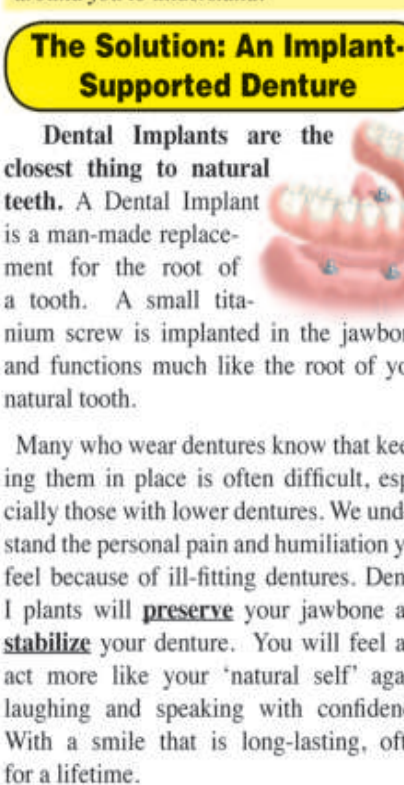 The Solution: An Implant-
Supported Denture
Dental Implants are the
closest thing to natural
teeth. A Dental Implant
is a man-made replace-
ment for the root of
a tooth. A small tita-
nium screw is implanted in the jawbo
and functions much like the root of yo
natural tooth.
Many who wear dentures know that kee
ing them in place is often difficult, esp
cially those with lower dentures. We und
stand the personal pain and humiliation y
feel because of ill-fitting dentures. Den
I plants will preserve your jawbone a
stabilize your denture. You will feel a
act more like your ‘natural self’ aga
laughing and speaking with confiden
With a smile that is long-lasting, oft
for a lifetime.